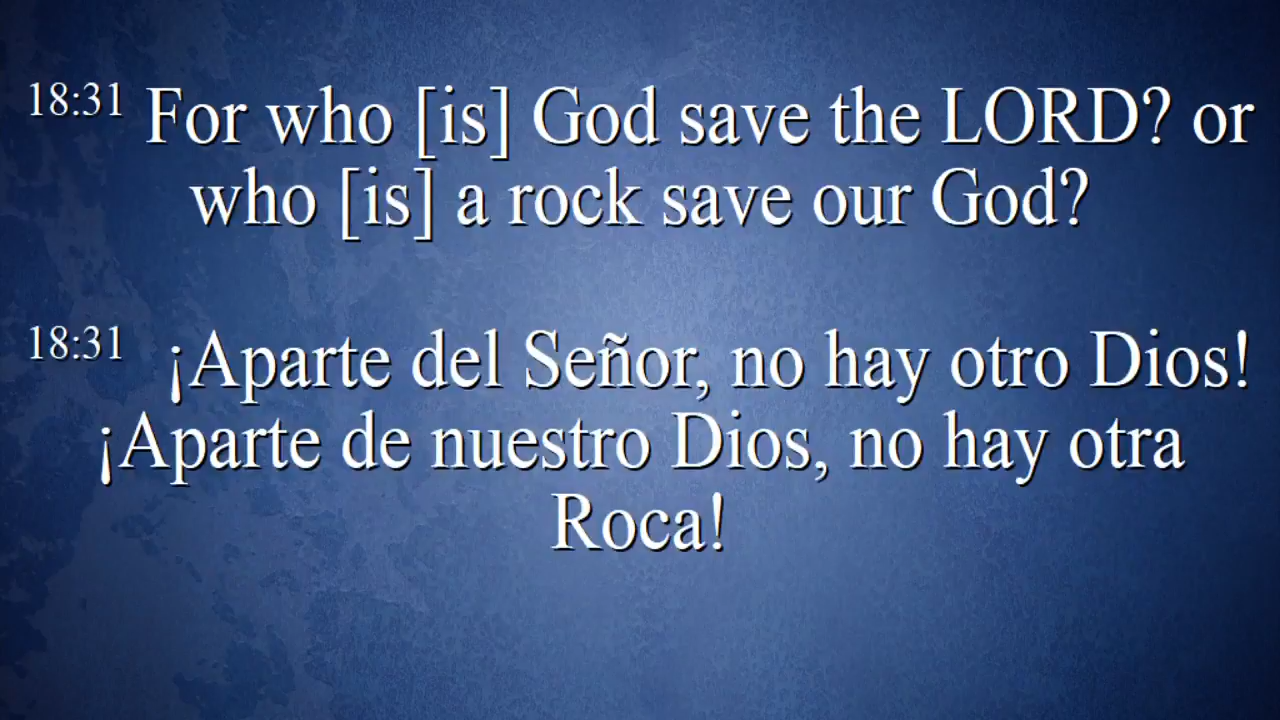 18:31 For who [is] God save the LORD? or
who [is] a rock save our God?
18:31 ¡Aparte del Señor, no hay otro Dios!
¡Aparte de nuestro Dios, no hay otra
Roca!